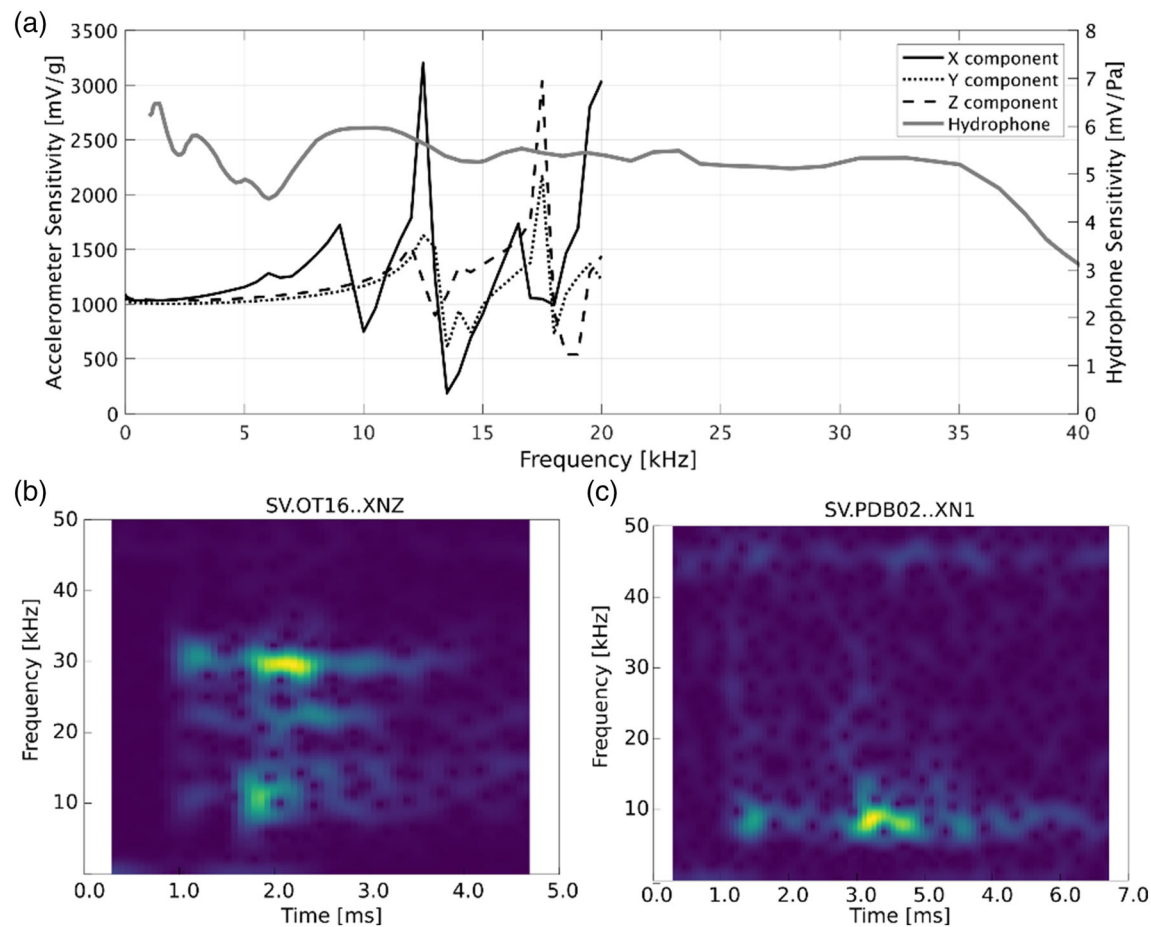 (a)
3500
3000
2500
2000
1500
1000
500
0
Accelerometer Sensitivity [mV/g]
8
7
6
5
4
3
2
1
0
Hydrophone Sensitivity [mV/Pa]
X component
Y component
Z component
Hydrophone
0 5 10 15 20 25 30 35 40
Frequency [kHz]
(b)
SV.OT16..XNZ
50
40
30
20
10
Frequency [kHz]
0.0 1.0 2.0 3.0 4.0 5.0
Time [ms]
(c)
SV.PDB02..XN1
50
40
30
20
10
Frequency [kHz]
0.0 1.0 2.0 3.0 5.0 4.0 6.0 7.0
Time [ms]